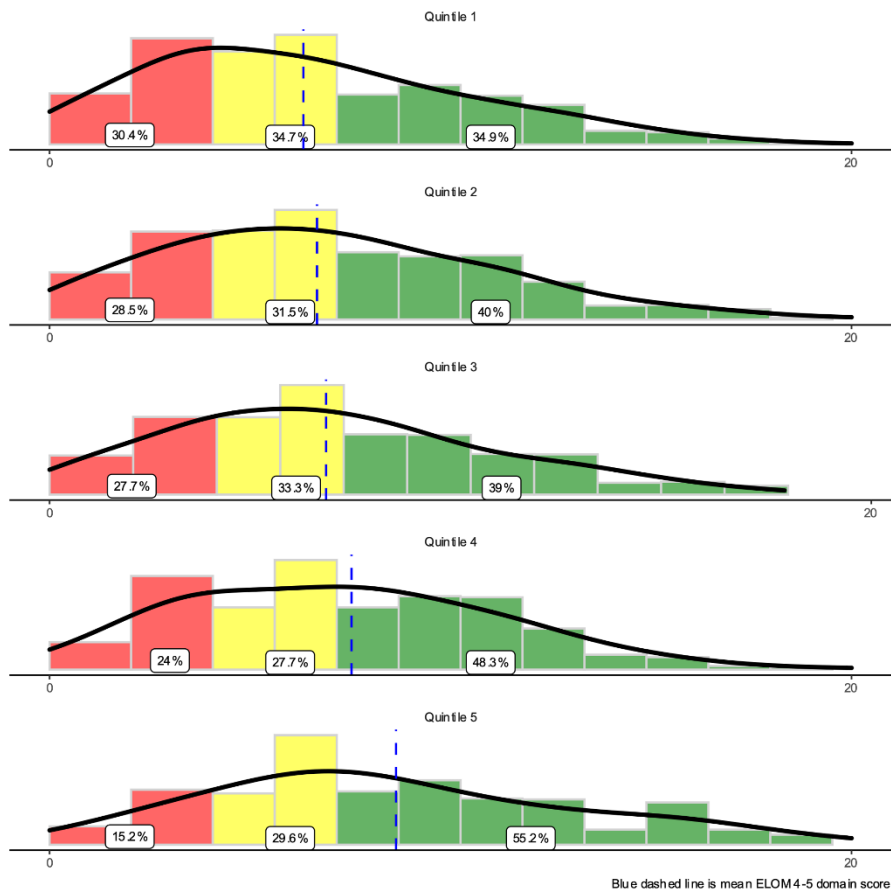 Quintile 1
30.4% 34.7% 34.9%
0 20
Quintile 2
28.5% 31.5% 40%
0 20
Quintile 3
27.7% 33.3% 39%
0 20
Quintile 4
24% 27.7% 48.3%
0 20
Quintile 5
15.2% 29.6% 55.2%
0 20
Blue dashed line is mean ELOM 4-5 domain score